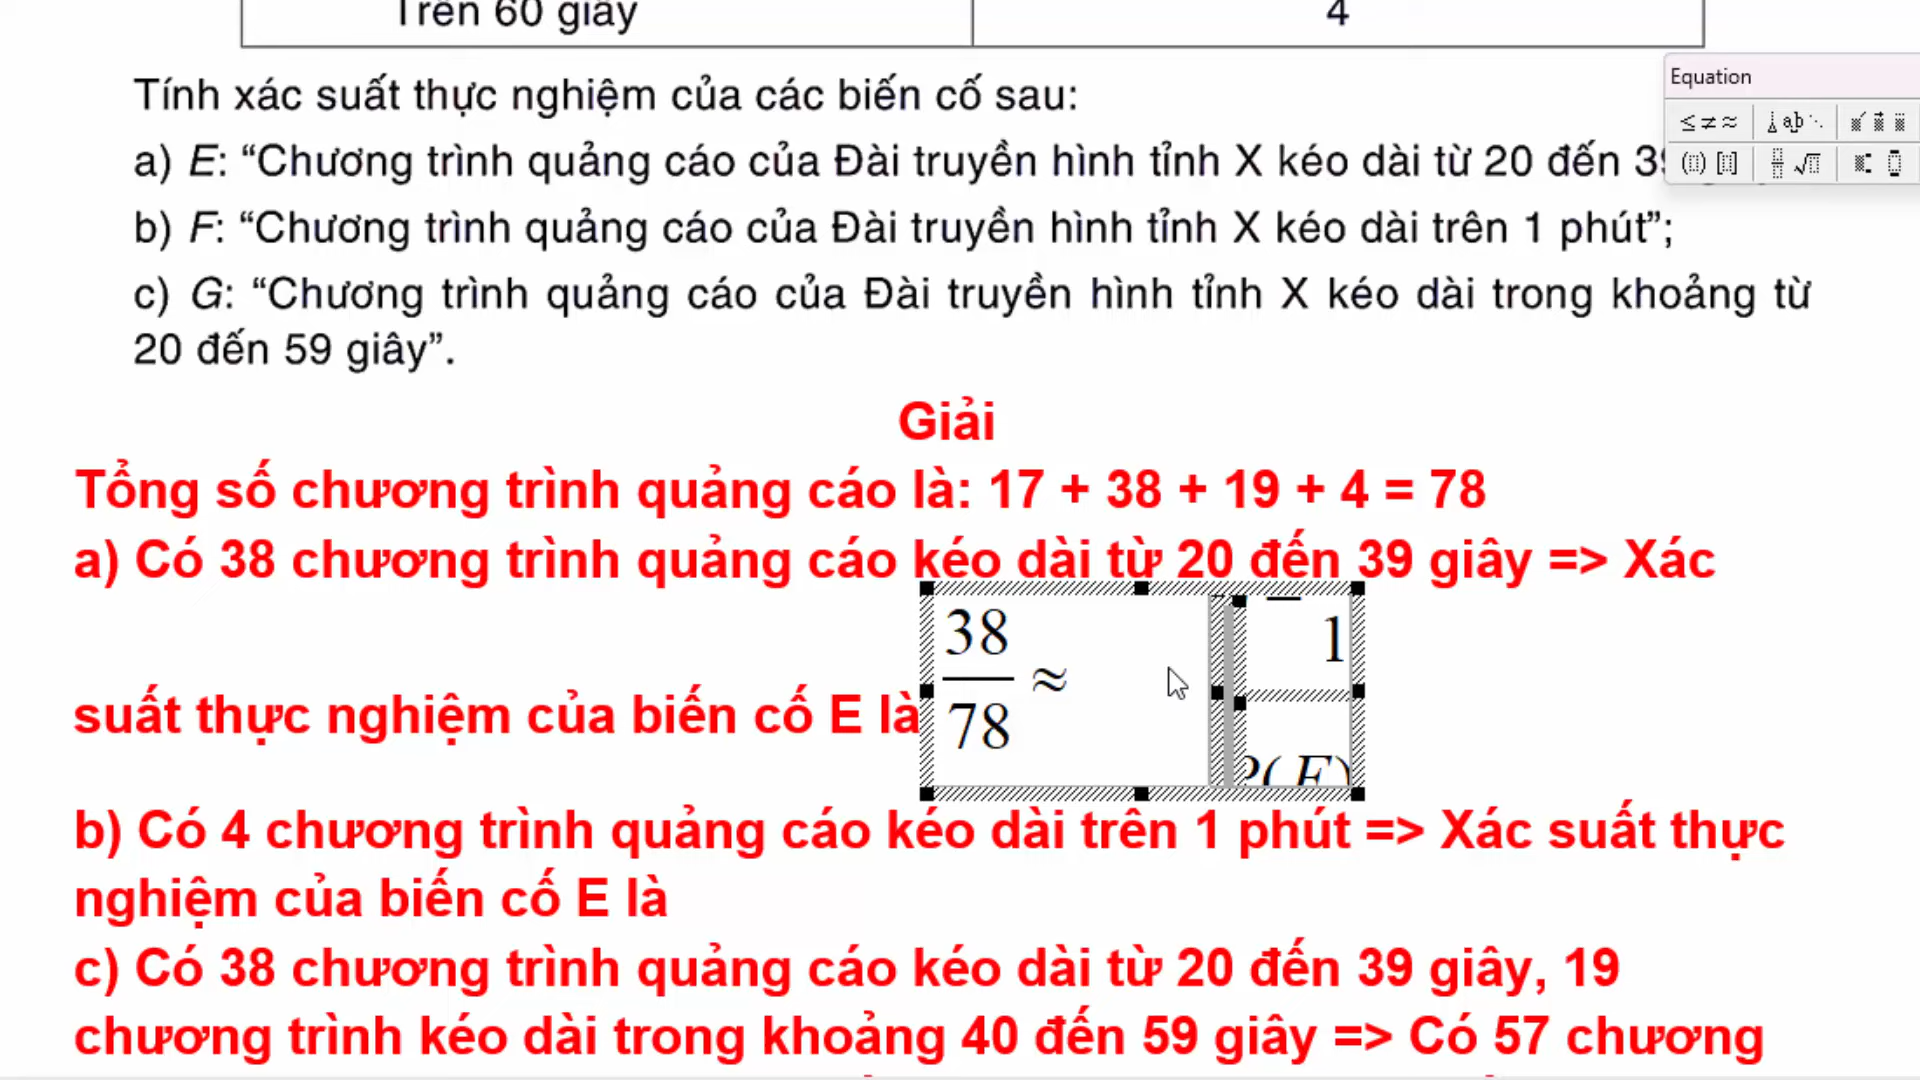 Trên 60 giây 4
Tính xác suất thực nghiệm của các biến cố sau:
Equation
a) E: “Chương trình quảng cáo của Đài truyền hình tỉnh X kéo dài từ 20 đến
b) F: “Chương trình quảng cáo của Đài truyền hình tỉnh X kéo dài trên 1 phút”;
c) G: “Chương trình quảng cáo của Đài truyền hình tỉnh X kéo dài trong khoảng từ
20 đến 59 giây”.
Giải
Tổng số chương trình quảng cáo là: 17 + 38 + 19 + 4 = 78
a) Có 38 chương trình quảng cáo kéo dài từ 20 đến 39 giây => Xác
suất thực nghiệm của biến cố E là 38/78 ≈
1
b) Có 4 chương trình quảng cáo kéo dài trên 1 phút => Xác suất thực
nghiệm của biến cố E là
c) Có 38 chương trình quảng cáo kéo dài từ 20 đến 39 giây, 19
chương trình kéo dài trong khoảng 40 đến 59 giây => Có 57 chương